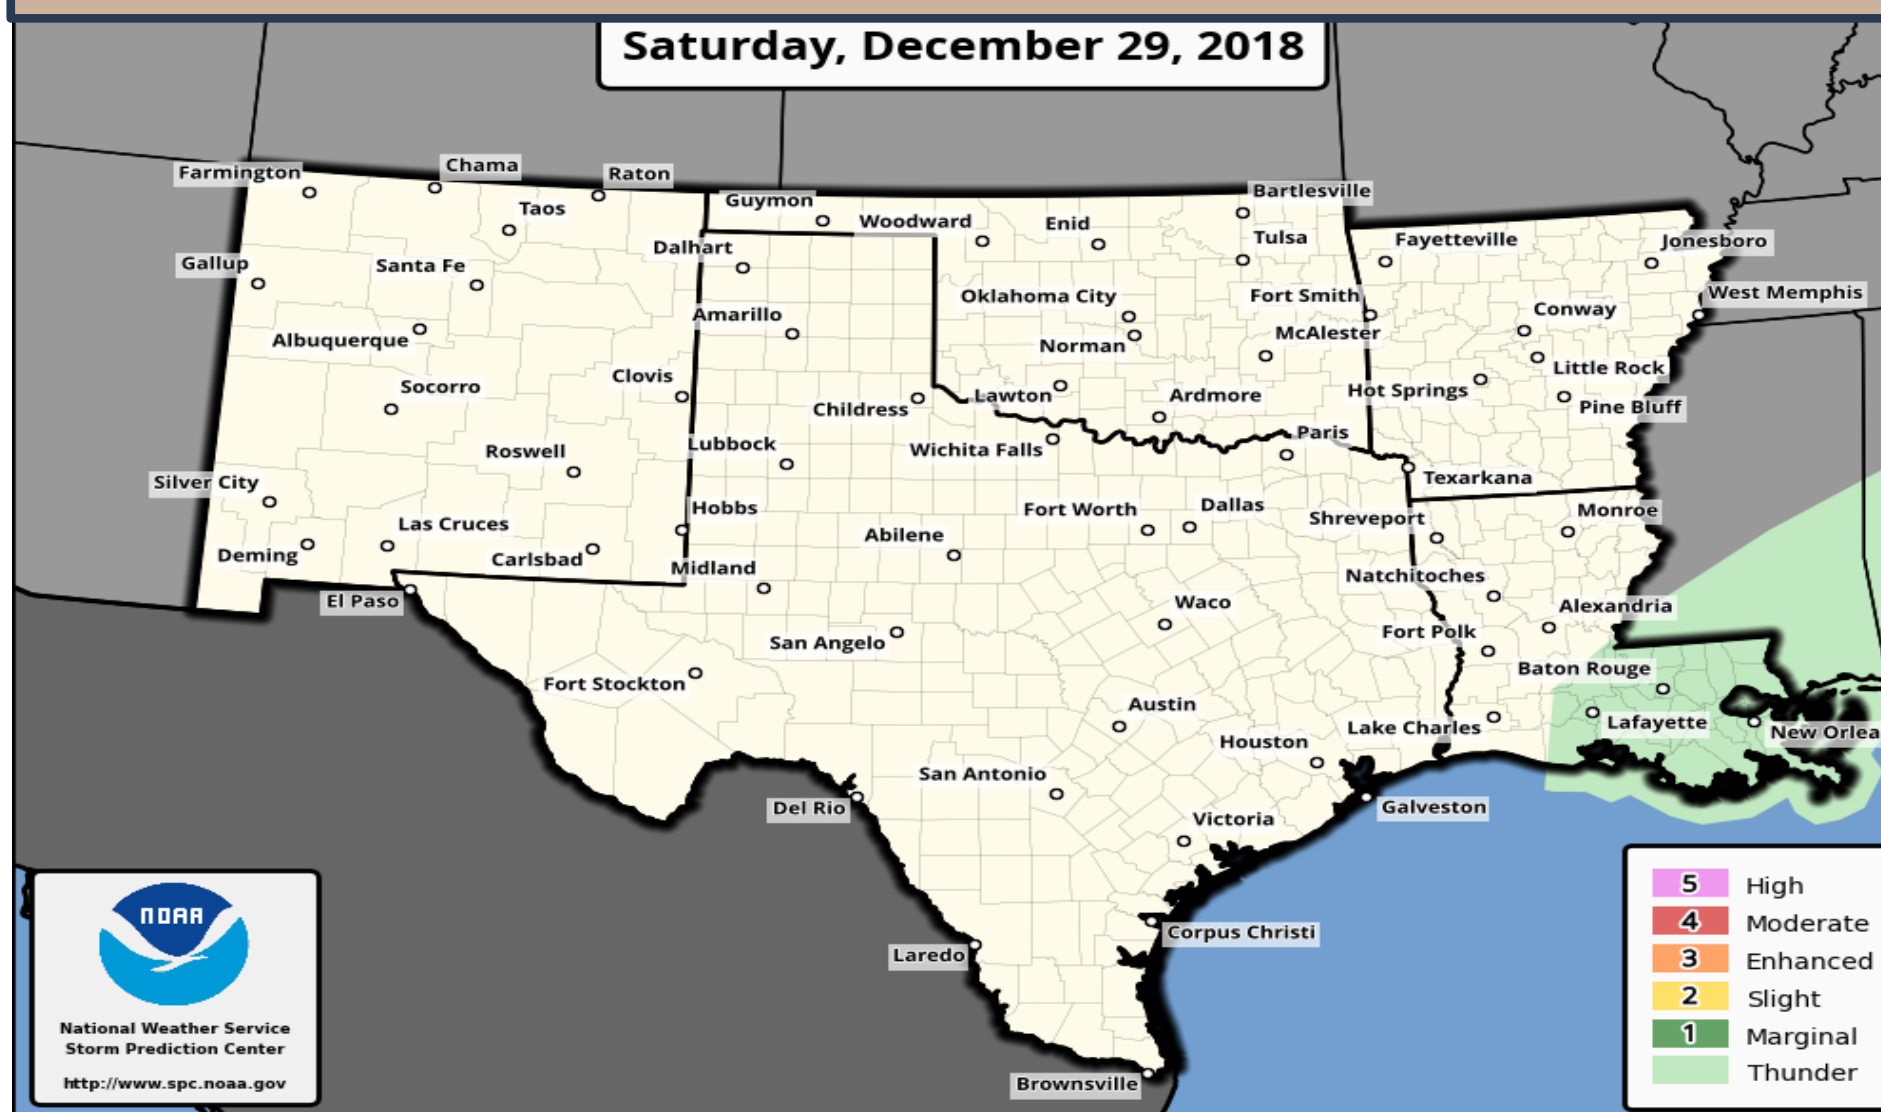 Saturday, December 29, 2018
Farmington
Chama
Raton
Taos
Guymon
Woodward
Enid
Bartlesville
Tulsa
Fayetteville
Jonesboro
Gallup
Santa Fe
Dalhart
Oklahoma City
Fort Smith
Conway
West Memphis
Albuquerque
Amarillo
Norman
McAlester
Little Rock
Socorro
Clovis
Childress
Lawton
Ardmore
Hot Springs
Pine Bluff
Roswell
Lubbock
Wichita Falls
Paris
Texarkana
Silver City
Las Cruces
Hobbs
Abilene
Fort Worth
Dallas
Shreveport
Monroe
Deming
Carlsbad
Midland
Natchitoches
El Paso
San Angelo
Waco
Fort Polk
Alexandria
Fort Stockton
Baton Rouge
Austin
Lake Charles
Lafayette
New Orlea
Houston
San Antonio
Del Rio
Victoria
Galveston
Corpus Christi
Laredo
Brownsville
NOAA
National Weather Service
Storm Prediction Center
http://www.spc.noaa.gov
5 High
4 Moderate
3 Enhanced
2 Slight
1 Marginal
Thunder